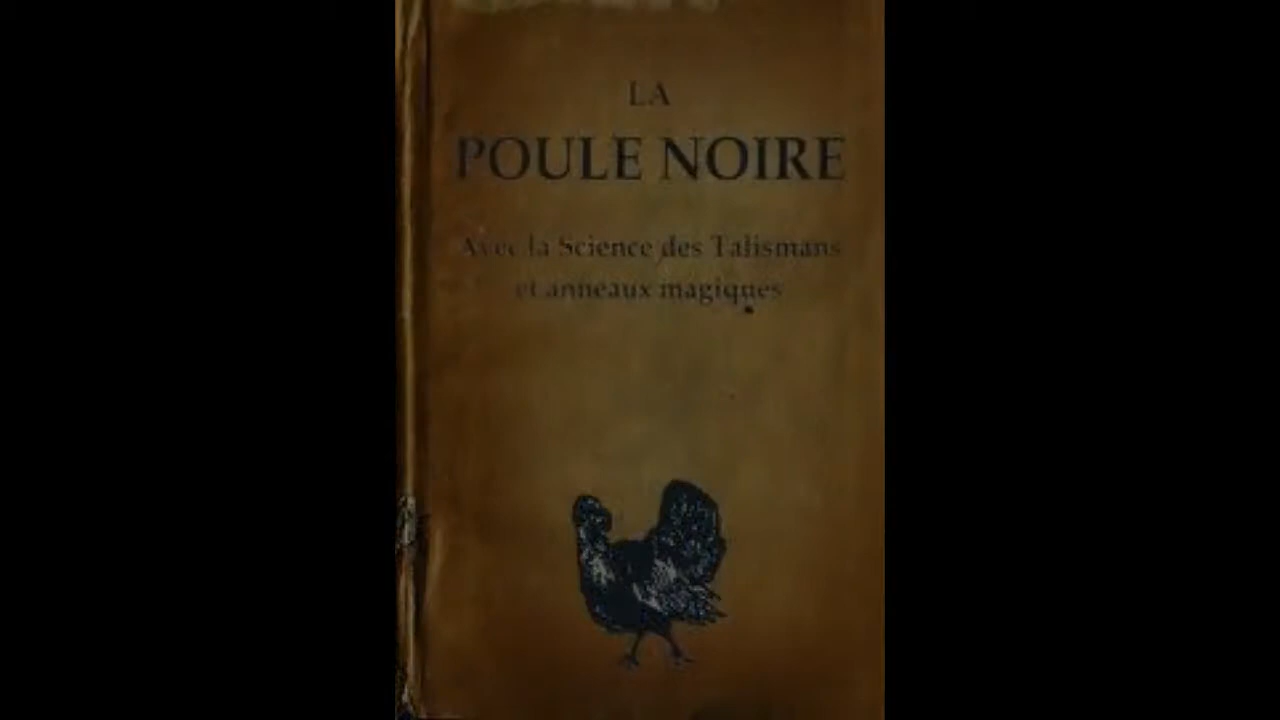 LA
POULE NOIRE
Avec la Science des Talismans
et anneaux magiques